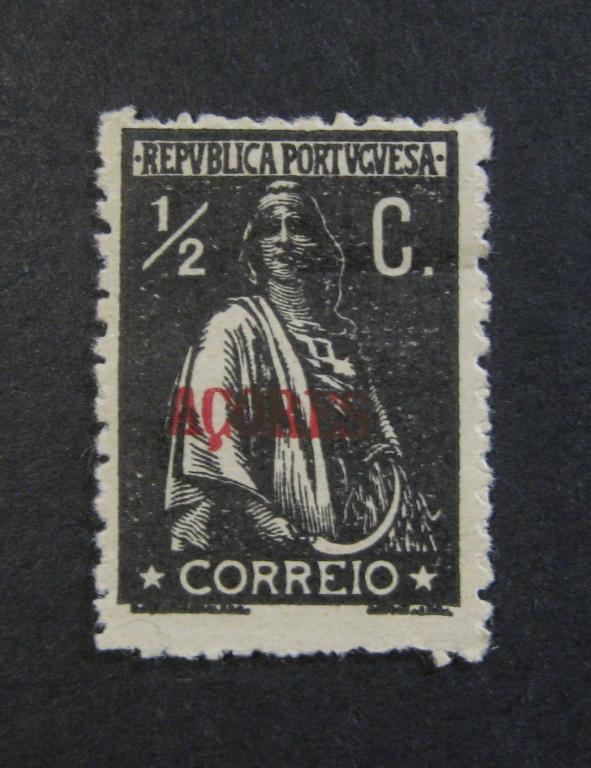 ·REPVBLICA PORTVGVESA·
1/2 C.
AÇORES
★ CORREIO ★